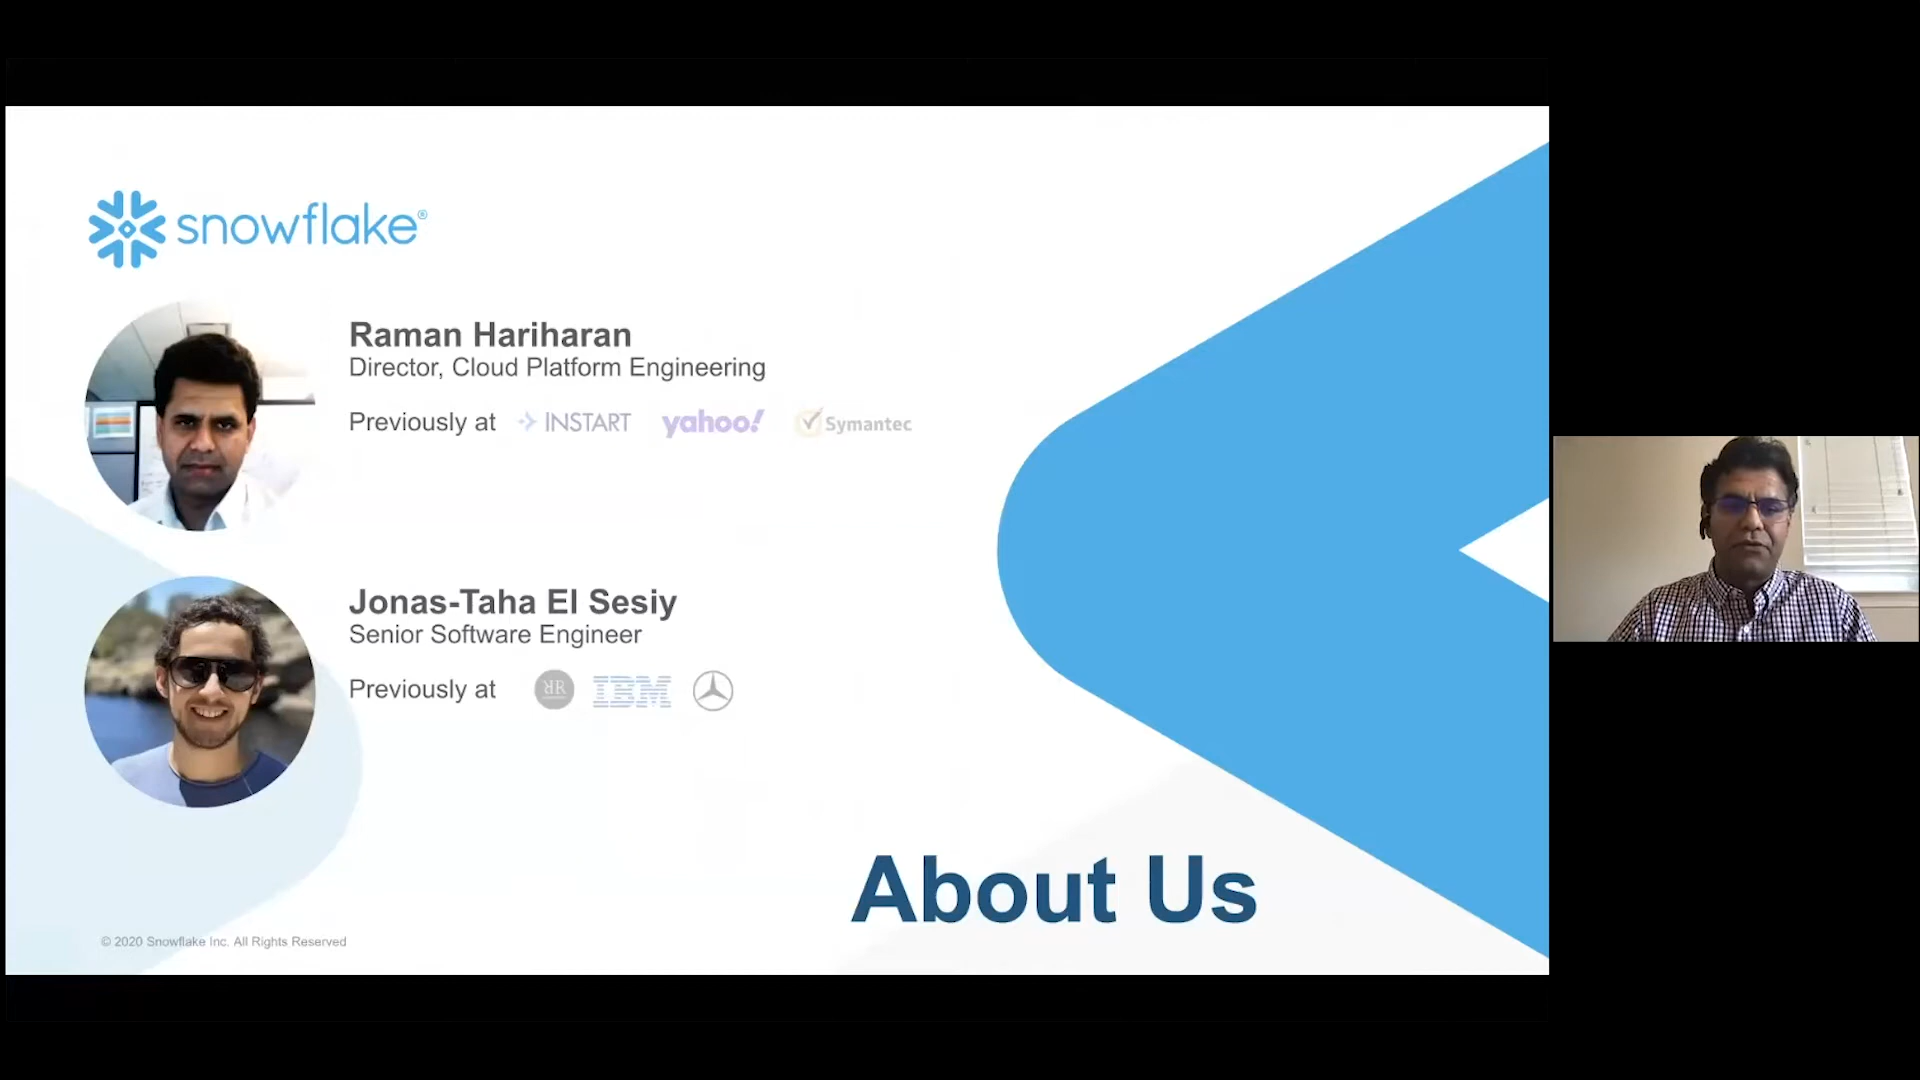 snowflake®
Raman Hariharan
Director, Cloud Platform Engineering
Previously at INSTART yahoo! Symantec
Jonas-Taha El Sesiy
Senior Software Engineer
Previously at RR IBM
About Us
© 2020 Snowflake Inc. All Rights Reserved